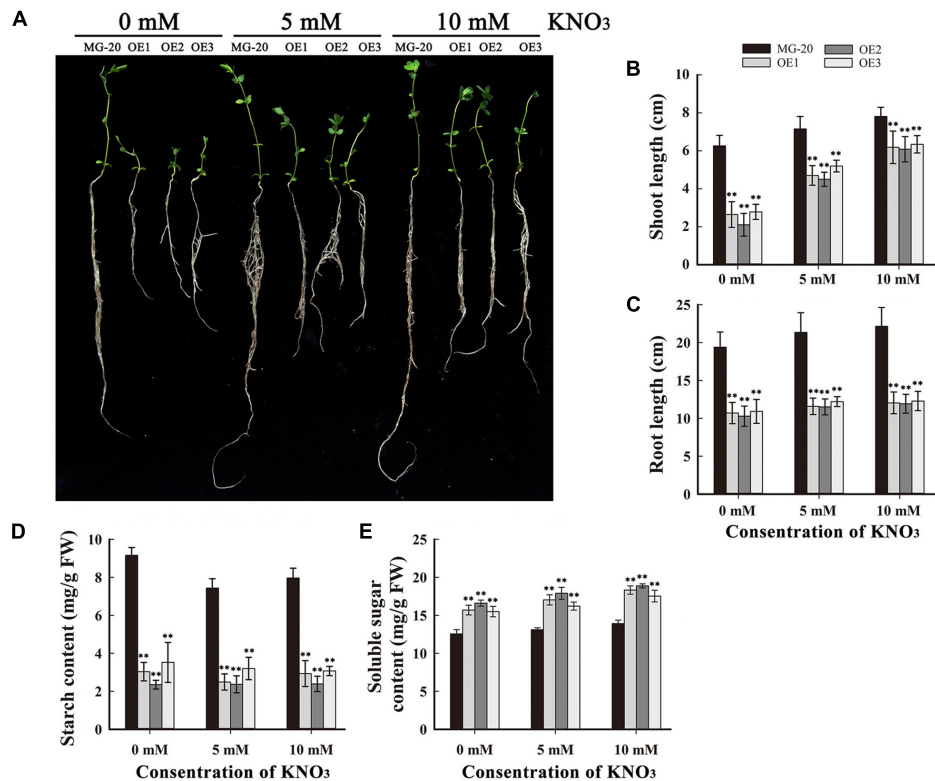 A
0 mM 5 mM 10 mM KNO₃
MG-20 OE1 OE2 OE3 MG-20 OE1 OE2 OE3 MG-20 OE1 OE2 OE3
MG-20 OE2
OE1 OE3
B
Shoot length (cm)
8
6
4
2
0
** ** ** ** ** ** ** ** **
0 mM 5 mM 10 mM
C
Root length (cm)
25
20
15
10
5
0
** ** ** ** ** ** ** ** **
0 mM 5 mM 10 mM
Consentration of KNO₃
D
Starch content (mg/g FW)
10
8
6
4
2
0
** ** ** ** ** ** ** ** **
0 mM 5 mM 10 mM
Consentration of KNO₃
E
Soluble sugar
content (mg/g FW)
25
20
15
10
5
0
** ** ** ** ** ** ** ** **
0 mM 5 mM 10 mM
Consentration of KNO₃